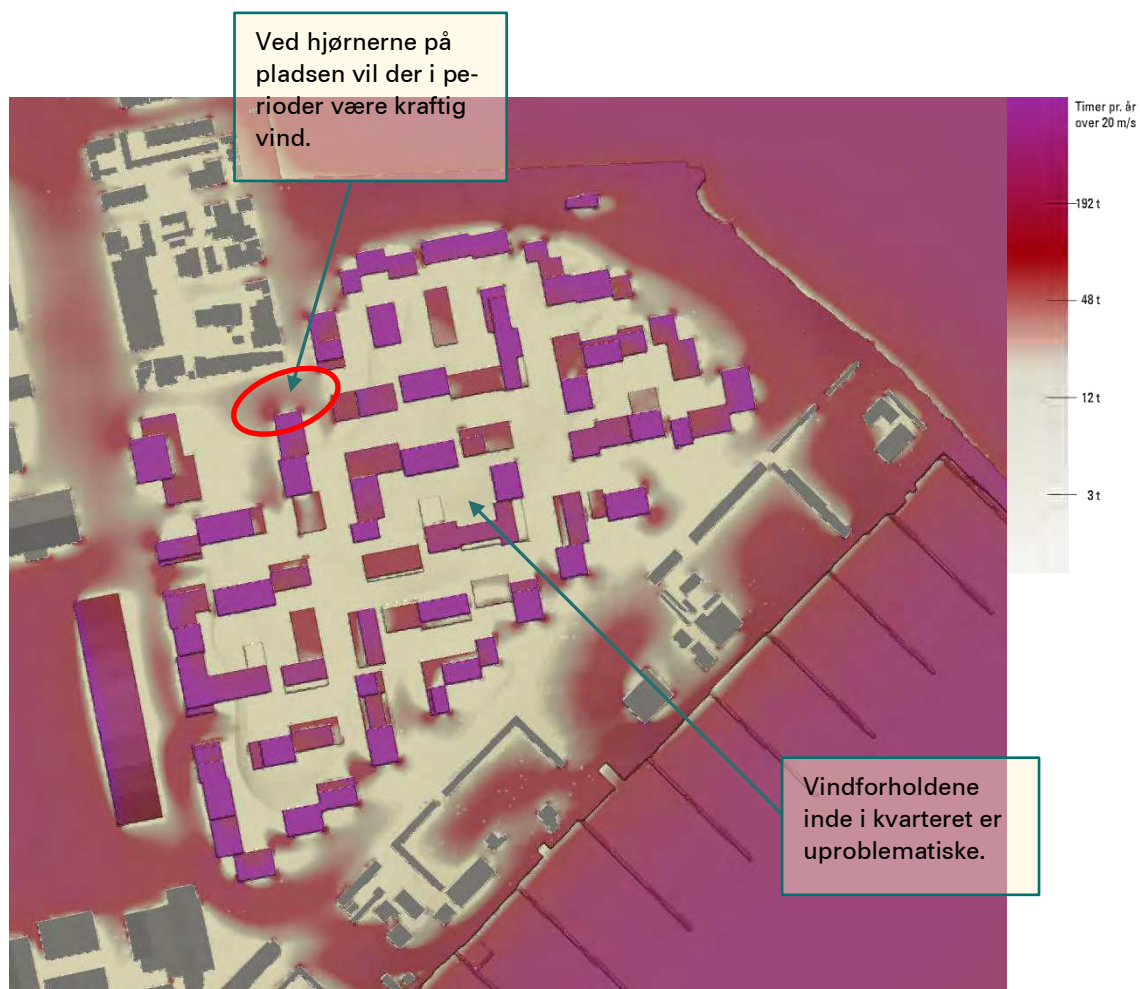 Ved hjørnerne på
pladsen vil der i pe-
rioder være kraftig
vind.
Timer pr. år
over 20 m/s
192 t
48 t
12 t
3 t
Vindforholdene
inde i kvarteret er
uproblematiske.